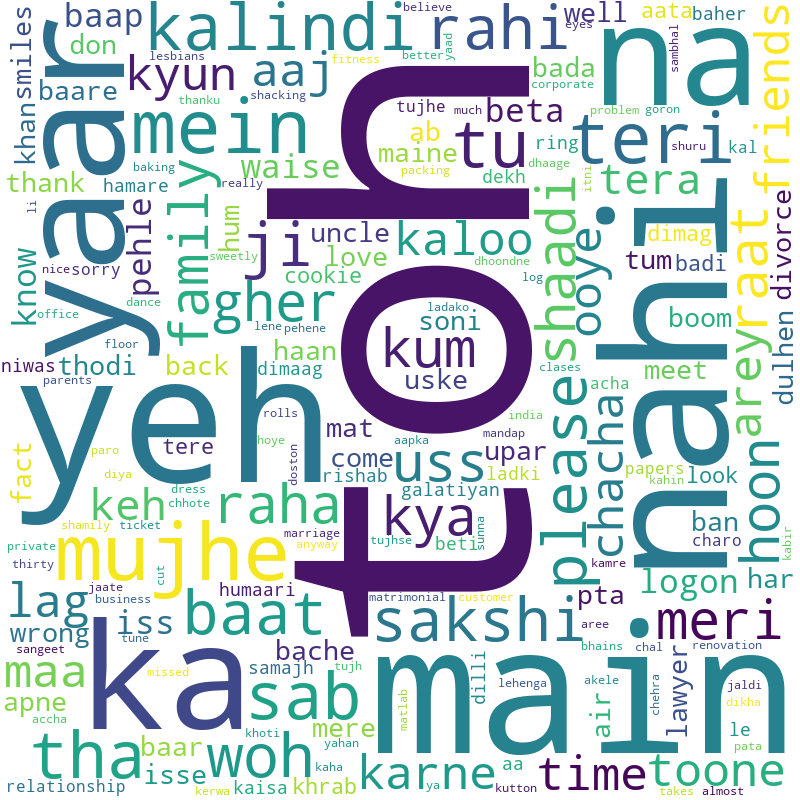 baap
kalindi
believe
rahi
well
aata
baher
smiles
don
lesbians
kyun
aaj
better
yaad
eyes
na
sambhal
friends
baare
thanku
shacking
fitness
bada
corporate
khan
yaar
mein
tujhe
much
beta
problem
goron
thank
hamare
baking
really
waise
ab
maine
tu
ring
teri
shuru
kal
li
pehle
family
packing
dekh
dhaage
itni
tera
hum
ji
uncle
kaloo
shaadi
ooye
dimag
divorce
know
nice
sorry
sweetly
love
dhoondne
log
tum
badi
raat
office
dance
gher
cookie
toh
ladako
soni
nahi
boom
dulhen
niwas
thodi
floor
lene
pehene
haan
kum
clases
meet
arey
parents
yeh
back
dimaag
uske
please
chacha
acha
rolls
india
hoye
doston
mat
aapka
mandap
upar
fact
paro
tere
come
uss
ladki
papers
look
hoon
diya
dress
rishab
galatiyan
kahin
keh
chhote
raha
kya
sunna
ban
charo
kabir
shamily
ticket
marriage
private
mujhe
anyway
tujhse
beti
kamre
thirty
cut
logon
har
lag
jaate
business
humaari
matrimonial
customer
pta
wrong
iss
tune
baat
sakshi
aree
meri
sangeet
bache
bhains
chal
renovation
maa
ka
samajh
tujh
dilli
main
lawyer
missed
sab
lehenga
akele
chehra
jaldi
apne
mere
matlab
air
dikha
accha
tha
baar
khoti
yahan
le
woh
pata
isse
kaha
karne
aa
time
toone
relationship
kerwa
kaisa
khrab
ya
kutton
takes
almost